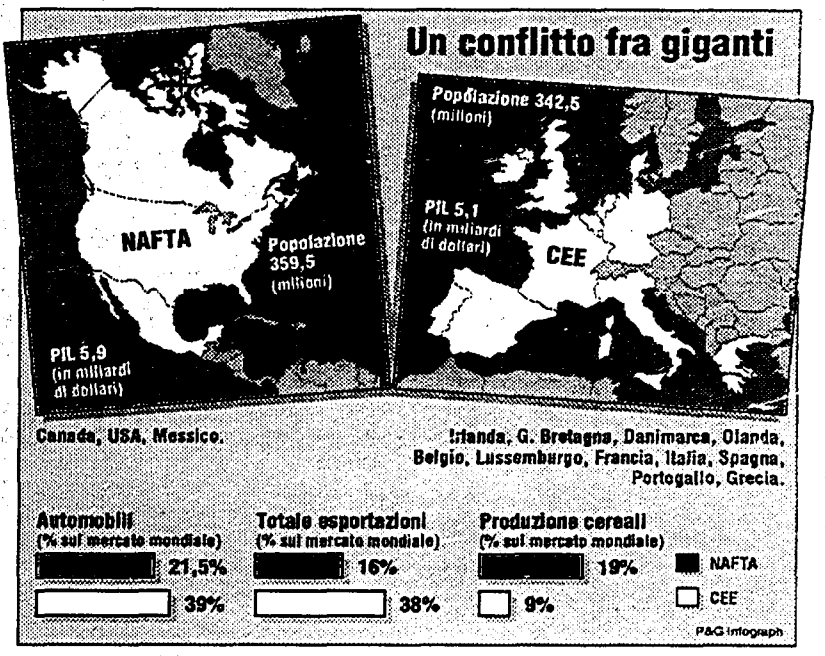 Un conflitto fra giganti
NAFTA
Popolazione
359,5
(milioni)
PIL 5,9
(in miliardi
di dollari)
Popolazione 342,5
(milioni)
PIL 5,1
(in miliardi
di dollari)
CEE
Canada, USA, Messico.
Irlanda, G. Bretagna, Danimarca, Olanda,
Belgio, Lussemburgo, Francia, Italia, Spagna,
Portogallo, Grecia.
Automobili
(% sul mercato mondiale)
21,5%
39%
Totale esportazioni
(% sul mercato mondiale)
16%
38%
Produzione cereali
(% sul mercato mondiale)
19%
9%
NAFTA
CEE
P&G Infograph